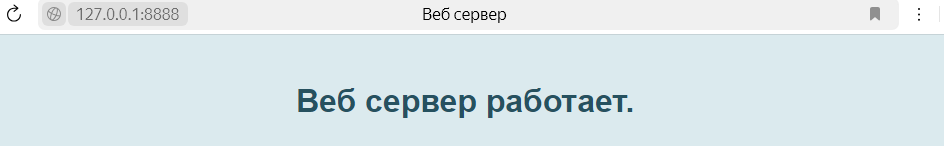 127.0.0.1:8888
Веб сервер
Веб сервер работает.